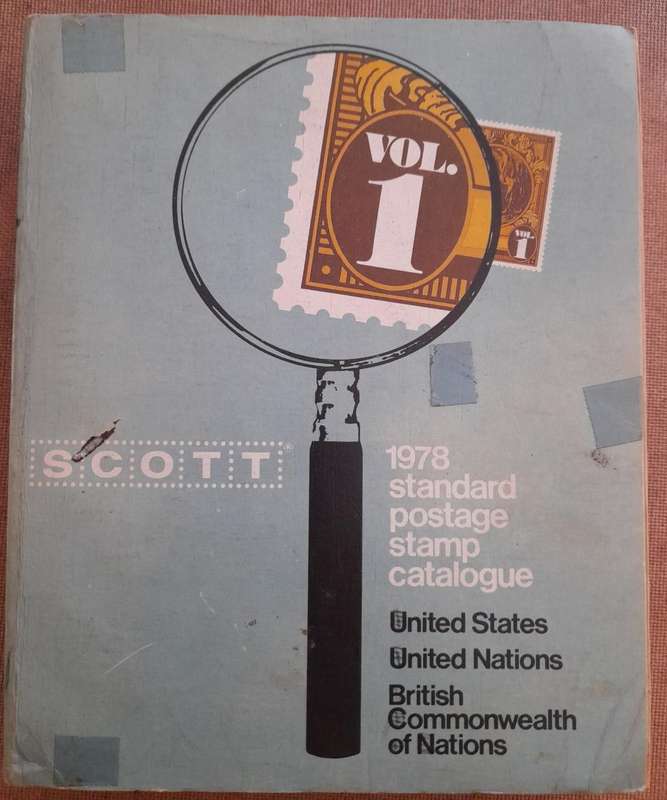 VOL.
1
VOL.
1
SCOTT®
1978
standard
postage
stamp
catalogue
United States
United Nations
British
Commonwealth
of Nations